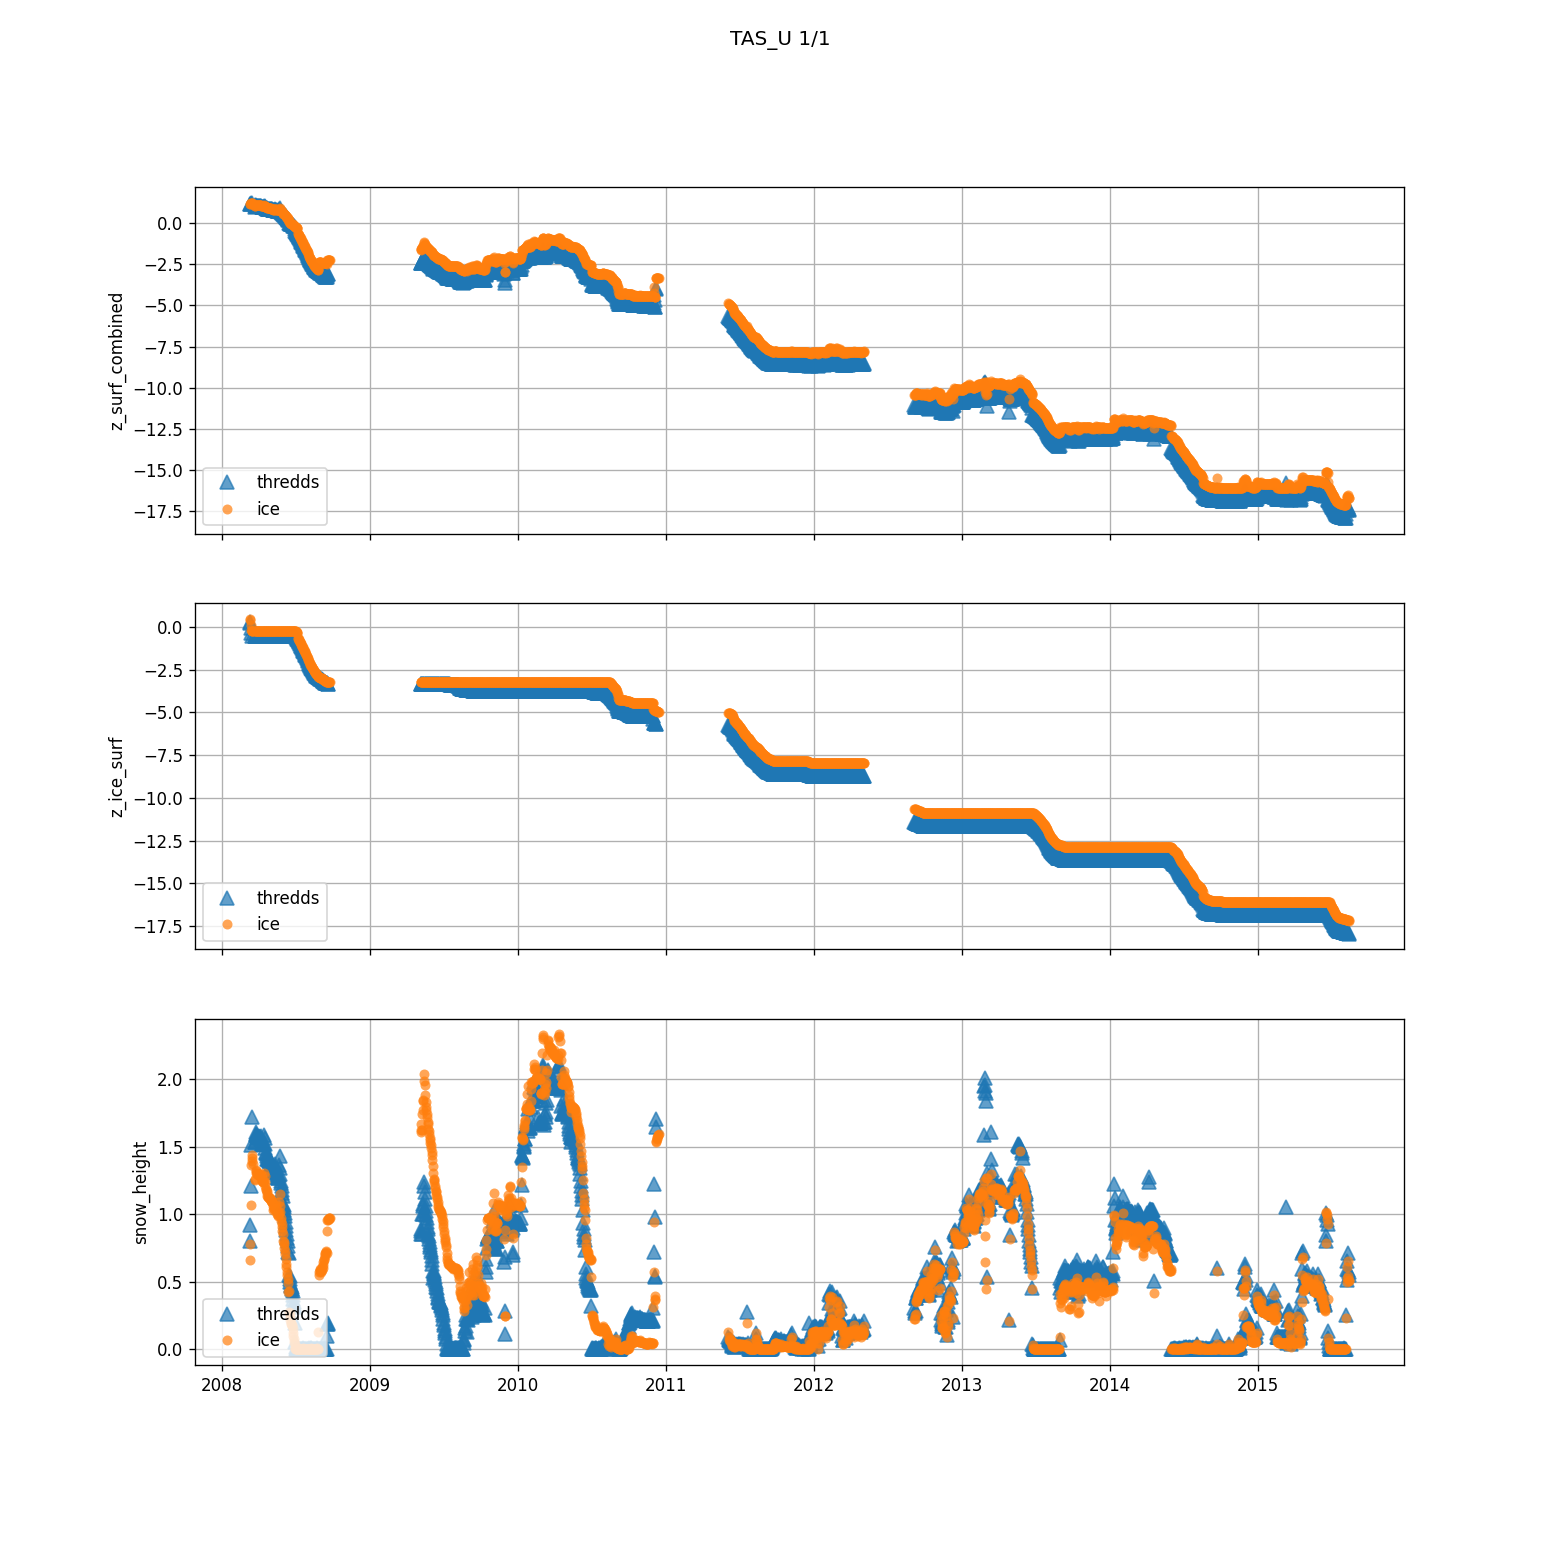 TAS_U 1/1
z_surf_combined
0.0
−2.5
−5.0
−7.5
−10.0
−12.5
−15.0
−17.5
thredds
ice
z_ice_surf
0.0
−2.5
−5.0
−7.5
−10.0
−12.5
−15.0
−17.5
thredds
ice
snow_height
2.0
1.5
1.0
0.5
0.0
thredds
ice
2008 2009 2010 2011 2012 2013 2014 2015